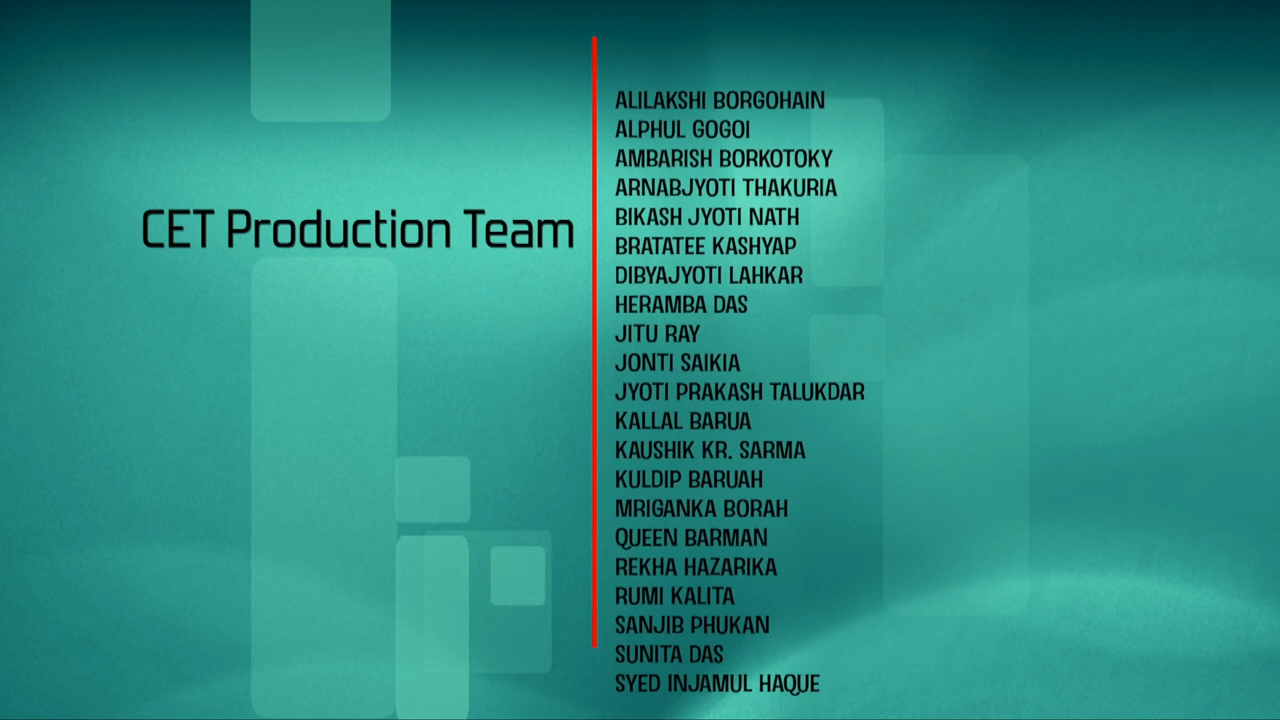 CET Production Team
ALILAKSHI BORGOHAIN
ALPHUL GOGOI
AMBARISH BORKOTOKY
ARNABJYOTI THAKURIA
BIKASH JYOTI NATH
BRATATEE KASHYAP
DIBYAJYOTI LAHKAR
HERAMBA DAS
JITU RAY
JONTI SAIKIA
JYOTI PRAKASH TALUKDAR
KALLAL BARUA
KAUSHIK KR. SARMA
KULDIP BARUAH
MRIGANKA BORAH
QUEEN BARMAN
REKHA HAZARIKA
RUMI KALITA
SANJIB PHUKAN
SUNITA DAS
SYED INJAMUL HAQUE